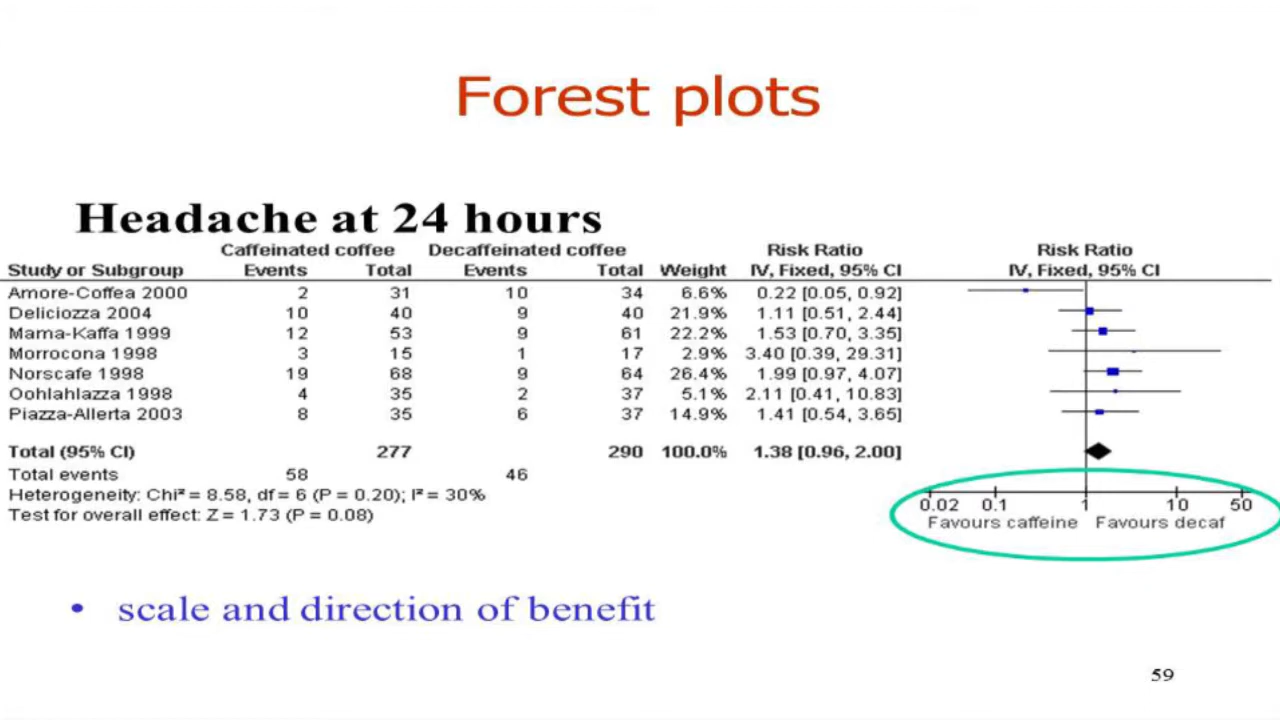 Forest plots
Headache at 24 hours
Caffeinated coffee Decaffeinated coffee Risk Ratio Risk Ratio
Study or Subgroup Events Total Events Total Weight IV, Fixed, 95% CI IV, Fixed, 95% CI
Amore-Coffea 2000 2 31 10 34 6.6% 0.22 [0.05, 0.92]
Deliciozza 2004 10 40 9 40 21.9% 1.11 [0.51, 2.44]
Mama-Kaffa 1999 12 53 9 61 22.2% 1.53 [0.70, 3.35]
Morrocona 1998 3 15 1 17 2.9% 3.40 [0.39, 29.31]
Norscafe 1998 19 68 9 64 26.4% 1.99 [0.97, 4.07]
Oohlahlazza 1998 4 35 2 37 5.1% 2.11 [0.41, 10.83]
Piazza-Allerta 2003 8 35 6 37 14.9% 1.41 [0.54, 3.65]
Total (95% CI) 277 290 100.0% 1.38 [0.96, 2.00]
Total events 58 46
Heterogeneity: Chi² = 8.58, df = 6 (P = 0.20); I² = 30%
Test for overall effect: Z = 1.73 (P = 0.08)
0.02 0.1 1 10 50
Favours caffeine Favours decaf
• scale and direction of benefit
59